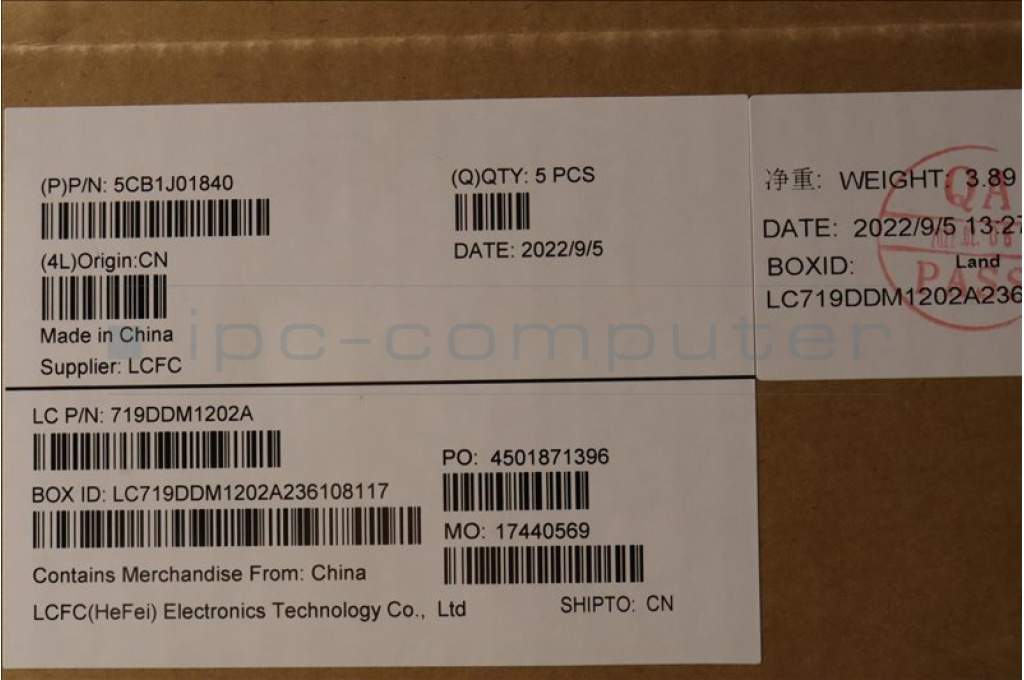 (P)P/N: 5CB1J01840
(Q)QTY: 5 PCS
DATE: 2022/9/5
(4L)Origin:CN
Made in China
Supplier: LCFC
LC P/N: 719DDM1202A
BOX ID: LC719DDM1202A236108117
PO: 4501871396
MO: 17440569
Contains Merchandise From: China
LCFC(HeFei) Electronics Technology Co., Ltd
SHIPTO: CN
净重: WEIGHT: 3.89
DATE: 2022/9/5 13:27
BOXID: Land
LC719DDM1202A236
QA
PASS
ipc-computer